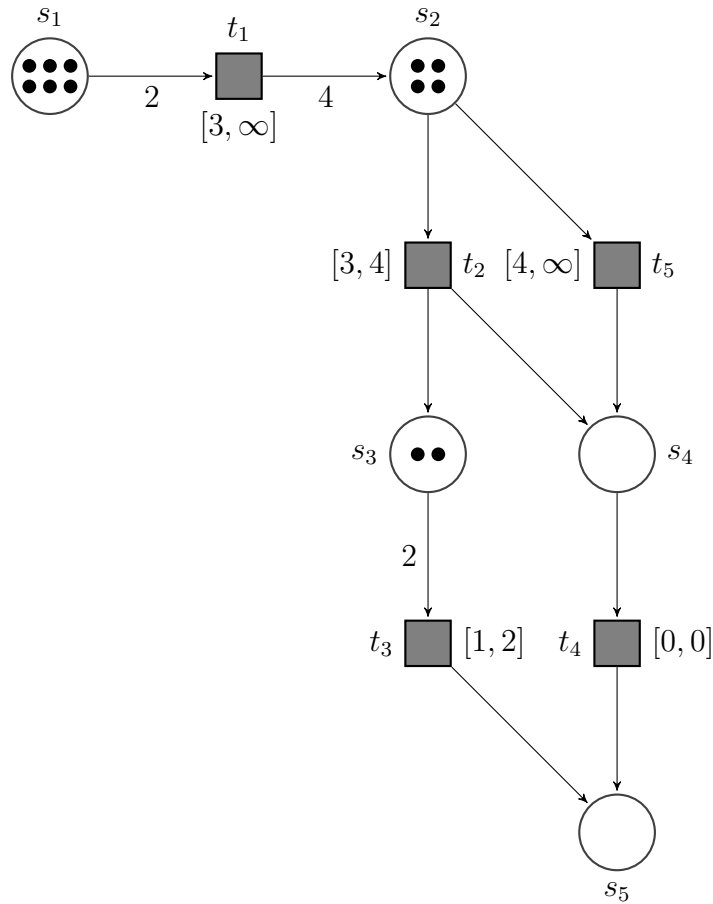 s₁
t₁
s₂
2
4
[3, ∞]
[3, 4]
t₂
[4, ∞]
t₅
s₃
s₄
2
t₃
[1, 2]
t₄
[0, 0]
s₅